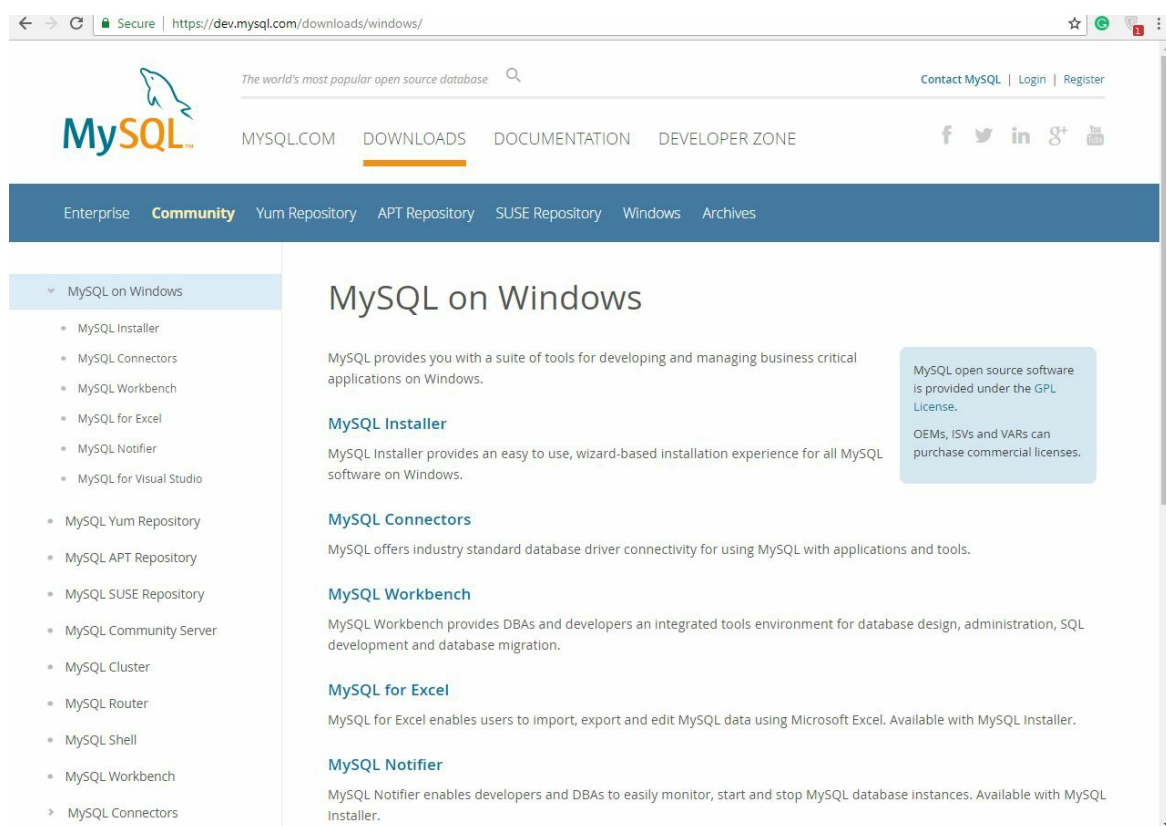 Secure | https://dev.mysql.com/downloads/windows/
1
The world's most popular open source database
Contact MySQL | Login | Register
MySQL™
MYSQL.COM DOWNLOADS DOCUMENTATION DEVELOPER ZONE
f in g+ You Tube
Enterprise Community Yum Repository APT Repository SUSE Repository Windows Archives
MySQL on Windows
MySQL Installer
MySQL Connectors
MySQL Workbench
MySQL for Excel
MySQL Notifier
MySQL for Visual Studio
MySQL Yum Repository
MySQL APT Repository
MySQL SUSE Repository
MySQL Community Server
MySQL Cluster
MySQL Router
MySQL Shell
MySQL Workbench
MySQL Connectors
MySQL on Windows
MySQL provides you with a suite of tools for developing and managing business critical
applications on Windows.
MySQL Installer
MySQL Installer provides an easy to use, wizard-based installation experience for all MySQL
software on Windows.
MySQL Connectors
MySQL offers industry standard database driver connectivity for using MySQL with applications and tools.
MySQL Workbench
MySQL Workbench provides DBAs and developers an integrated tools environment for database design, administration, SQL
development and database migration.
MySQL for Excel
MySQL for Excel enables users to import, export and edit MySQL data using Microsoft Excel. Available with MySQL Installer.
MySQL Notifier
MySQL Notifier enables developers and DBAs to easily monitor, start and stop MySQL database instances. Available with MySQL
Installer.
MySQL open source software
is provided under the GPL
License.
OEMs, ISVs and VARs can
purchase commercial licenses.